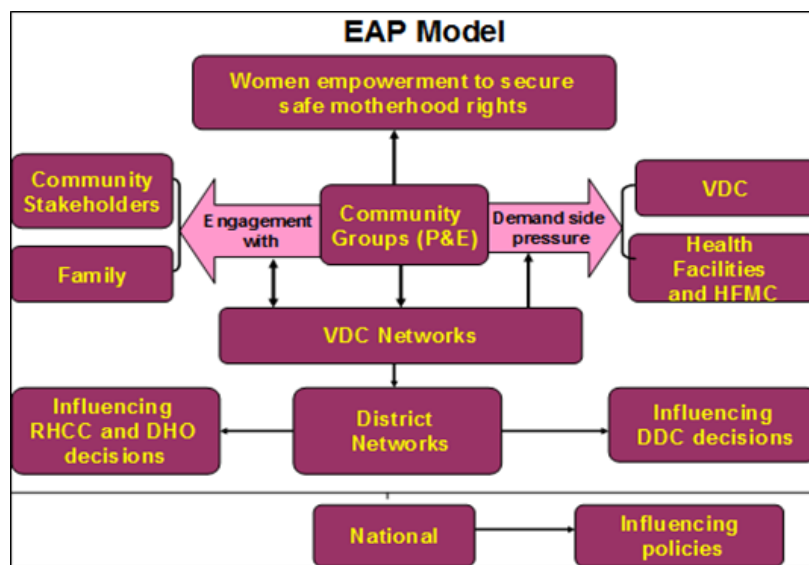 EAP Model
Women empowerment to secure
safe motherhood rights
Community
Stakeholders
Family
Engagement
with
Community
Groups (P&E)
Demand side
pressure
VDC
Health
Facilities
and HFMC
VDC Networks
Influencing
RHCC and DHO
decisions
District
Networks
Influencing
DDC decisions
National
Influencing
policies